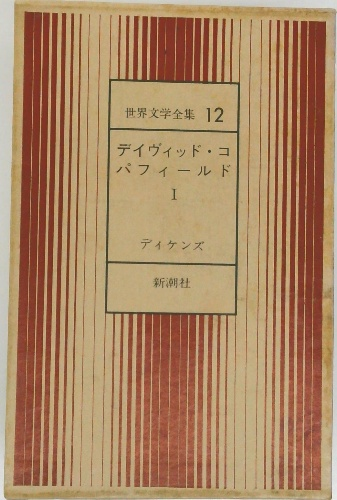 世界文学全集 12
デイヴィッド・コ
パフィールド
I
ディケンズ
新潮社